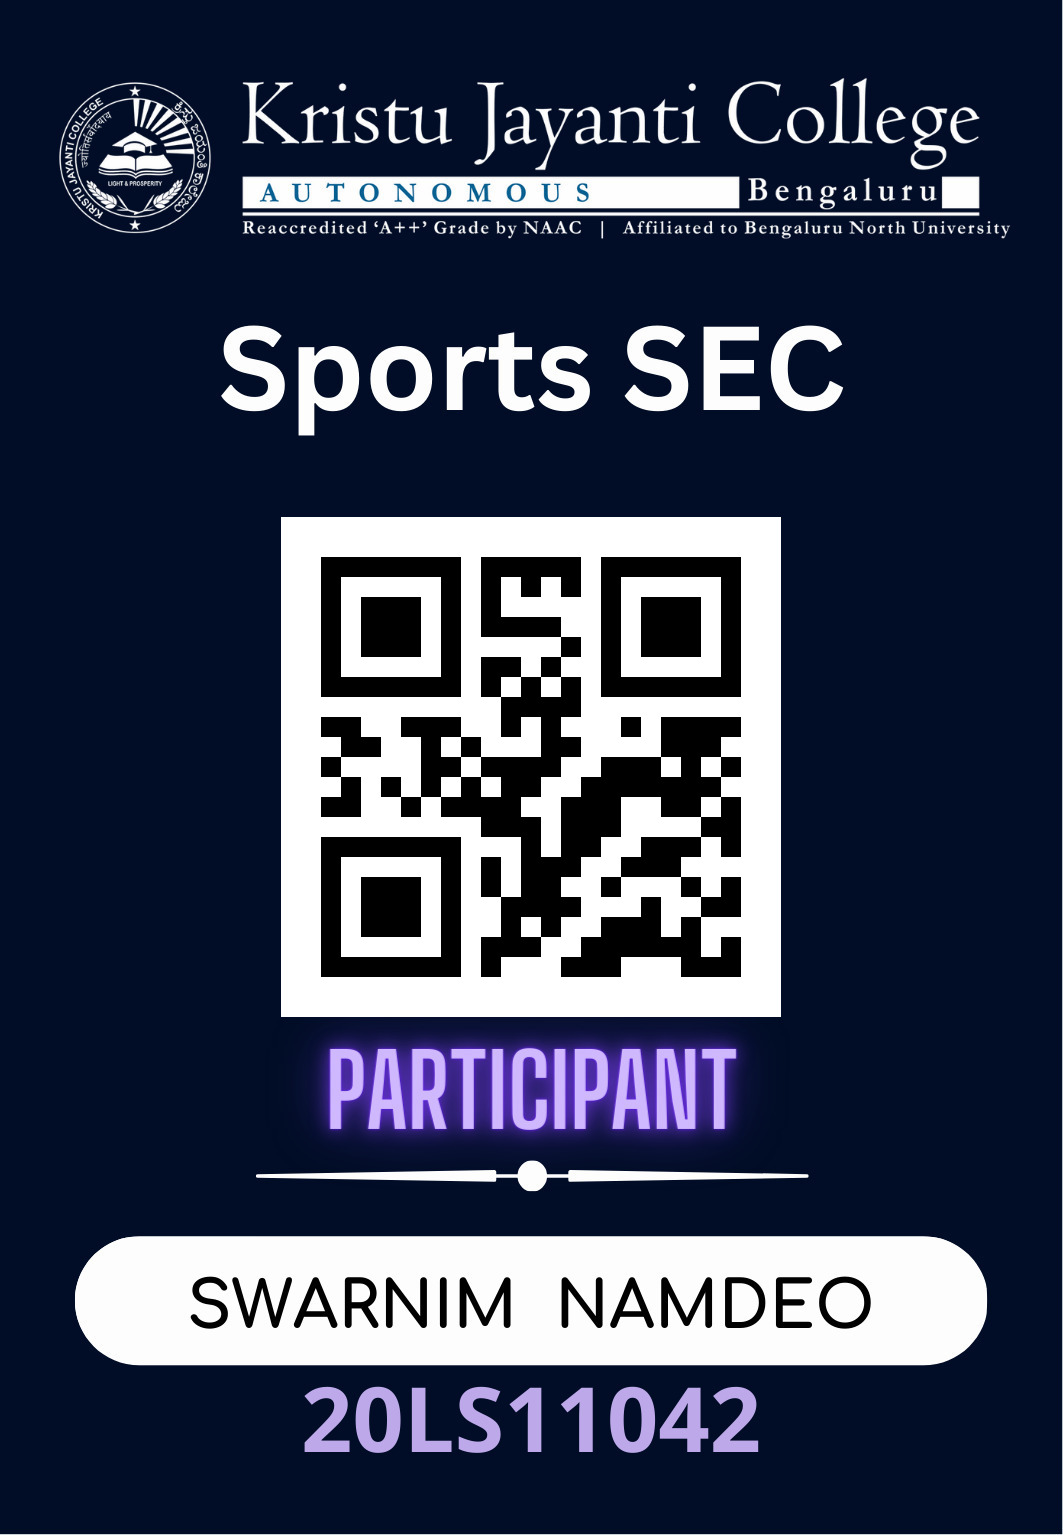 Kristu Jayanti College
AUTONOMOUS Bengaluru
Reaccredited ‘A++’ Grade by NAAC | Affiliated to Bengaluru North University
KRISTU JAYANTI COLLEGE
LIGHT & PROSPERITY
Sports SEC
PARTICIPANT
SWARNIM NAMDEO
20LS11042